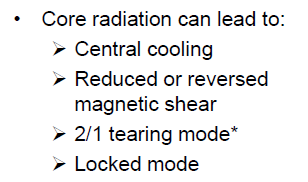 • Core radiation can lead to:
➢ Central cooling
➢ Reduced or reversed
magnetic shear
➢ 2/1 tearing mode*
➢ Locked mode